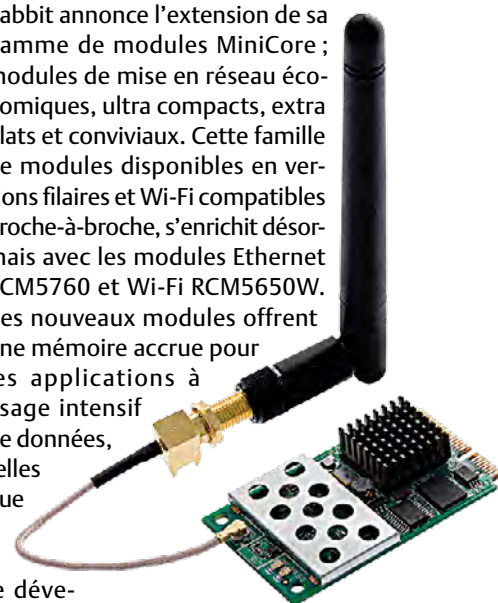 abbit annonce l'extension de sa
amme de modules MiniCore ;
nodules de mise en réseau éco-
omiques, ultra compacts, extra
lats et conviviaux. Cette famille
e modules disponibles en ver-
ions filaires et Wi-Fi compatibles
roche-à-broche, s'enrichit désor-
nais avec les modules Ethernet
CM5760 et Wi-Fi RCM5650W.
es nouveaux modules offrent
ne mémoire accrue pour
es applications à
sage intensif
e données,
elles
ue
e déve-